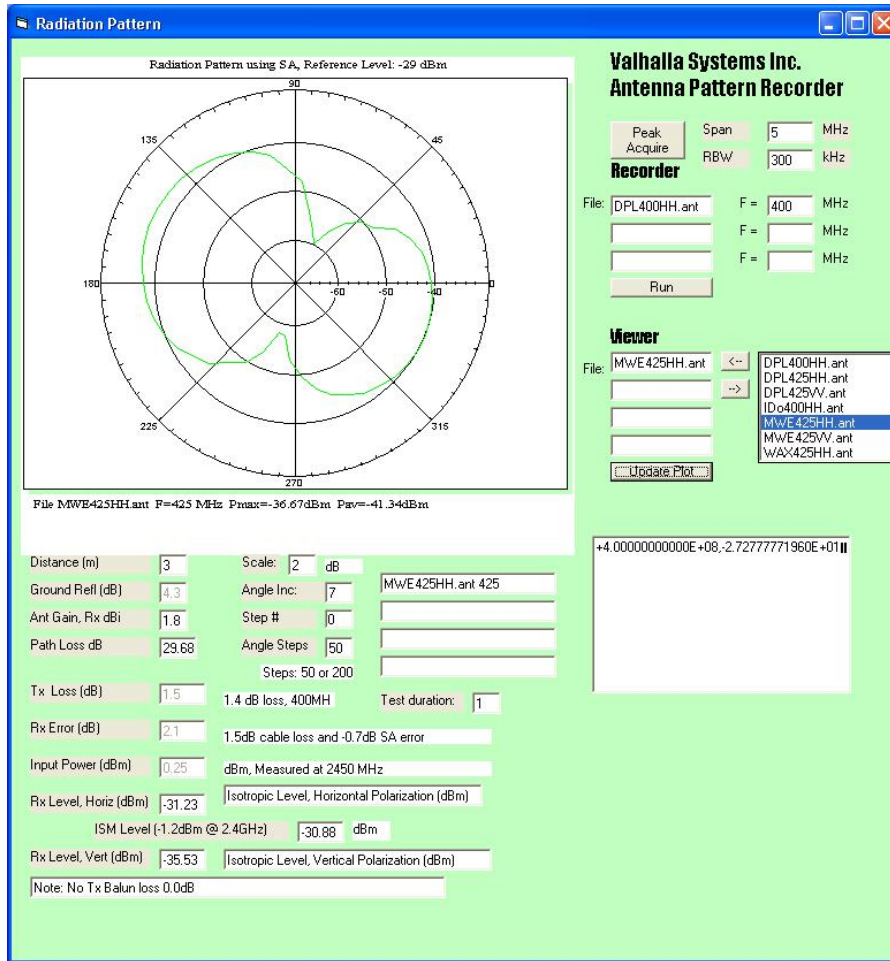 Radiation Pattern
Radiation Pattern using SA, Reference Level: -29 dBm
90
135
45
180
-60
-50
-40
0
225
315
270
File MWE425HH.ant F=425 MHz Pmax=-36.67dBm Pav=-41.34dBm
Valhalla Systems Inc.
Antenna Pattern Recorder
Peak Acquire
Span
5
MHz
RBW
300
kHz
Recorder
File:
DPL400HH.ant
F =
400
MHz
F =
MHz
F =
MHz
Run
Viewer
File:
MWE425HH.ant
<--
-->
DPL400HH.ant
DPL425HH.ant
DPL425VV.ant
IDo400HH.ant
MWE425HH.ant
MWE425VV.ant
WAX425HH.ant
Update Plot
+4.00000000000E+08,-2.72777771960E+01
Distance (m)
3
Scale:
2
dB
Ground Refl (dB)
4.3
Angle Inc:
7
MWE425HH.ant 425
Ant Gain, Rx dBi
1.8
Step #
0
Path Loss dB
29.68
Angle Steps
50
Steps: 50 or 200
Tx Loss (dB)
1.5
1.4 dB loss, 400MH
Test duration:
1
Rx Error (dB)
2.1
1.5dB cable loss and -0.7dB SA error
Input Power (dBm)
0.25
dBm, Measured at 2450 MHz
Rx Level, Horiz (dBm)
-31.23
Isotropic Level, Horizontal Polarization (dBm)
ISM Level (-1.2dBm @ 2.4GHz)
-30.88
dBm
Rx Level, Vert (dBm)
-35.53
Isotropic Level, Vertical Polarization (dBm)
Note: No Tx Balun loss 0.0dB